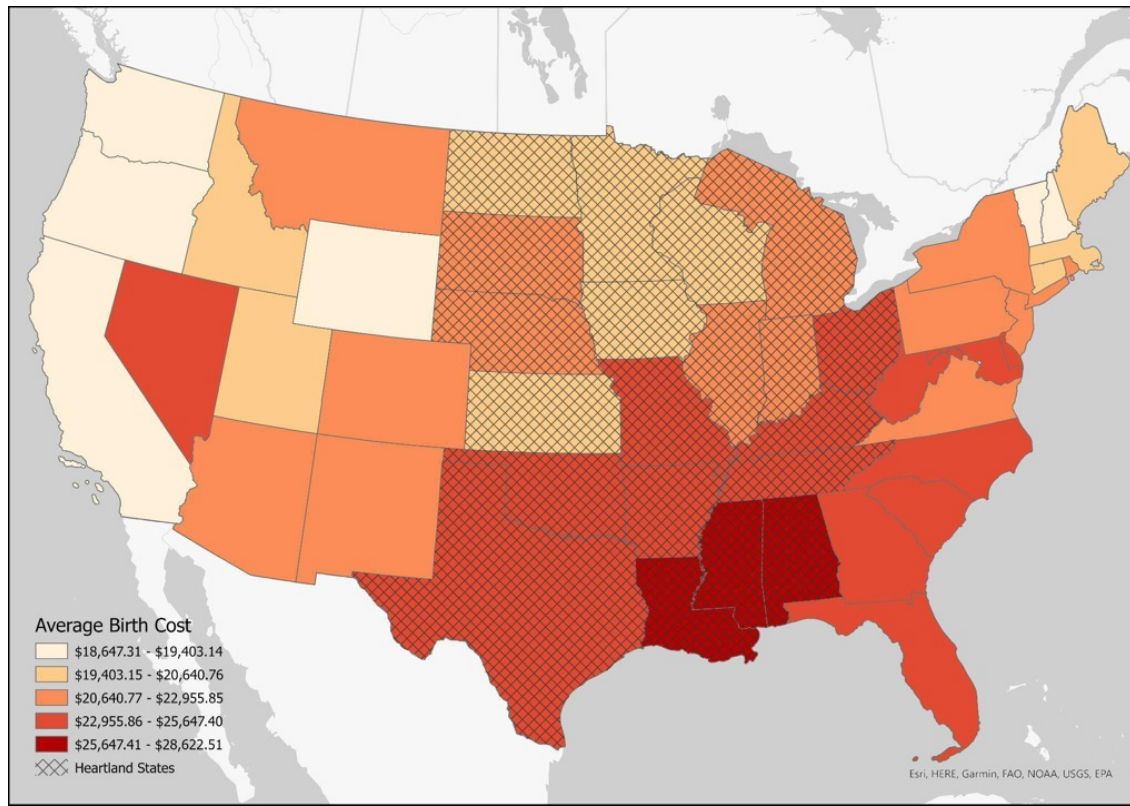 Average Birth Cost
$18,647.31 - $19,403.14
$19,403.15 - $20,640.76
$20,640.77 - $22,955.85
$22,955.86 - $25,647.40
$25,647.41 - $28,622.51
Heartland States
Esri, HERE, Garmin, FAO, NOAA, USGS, EPA